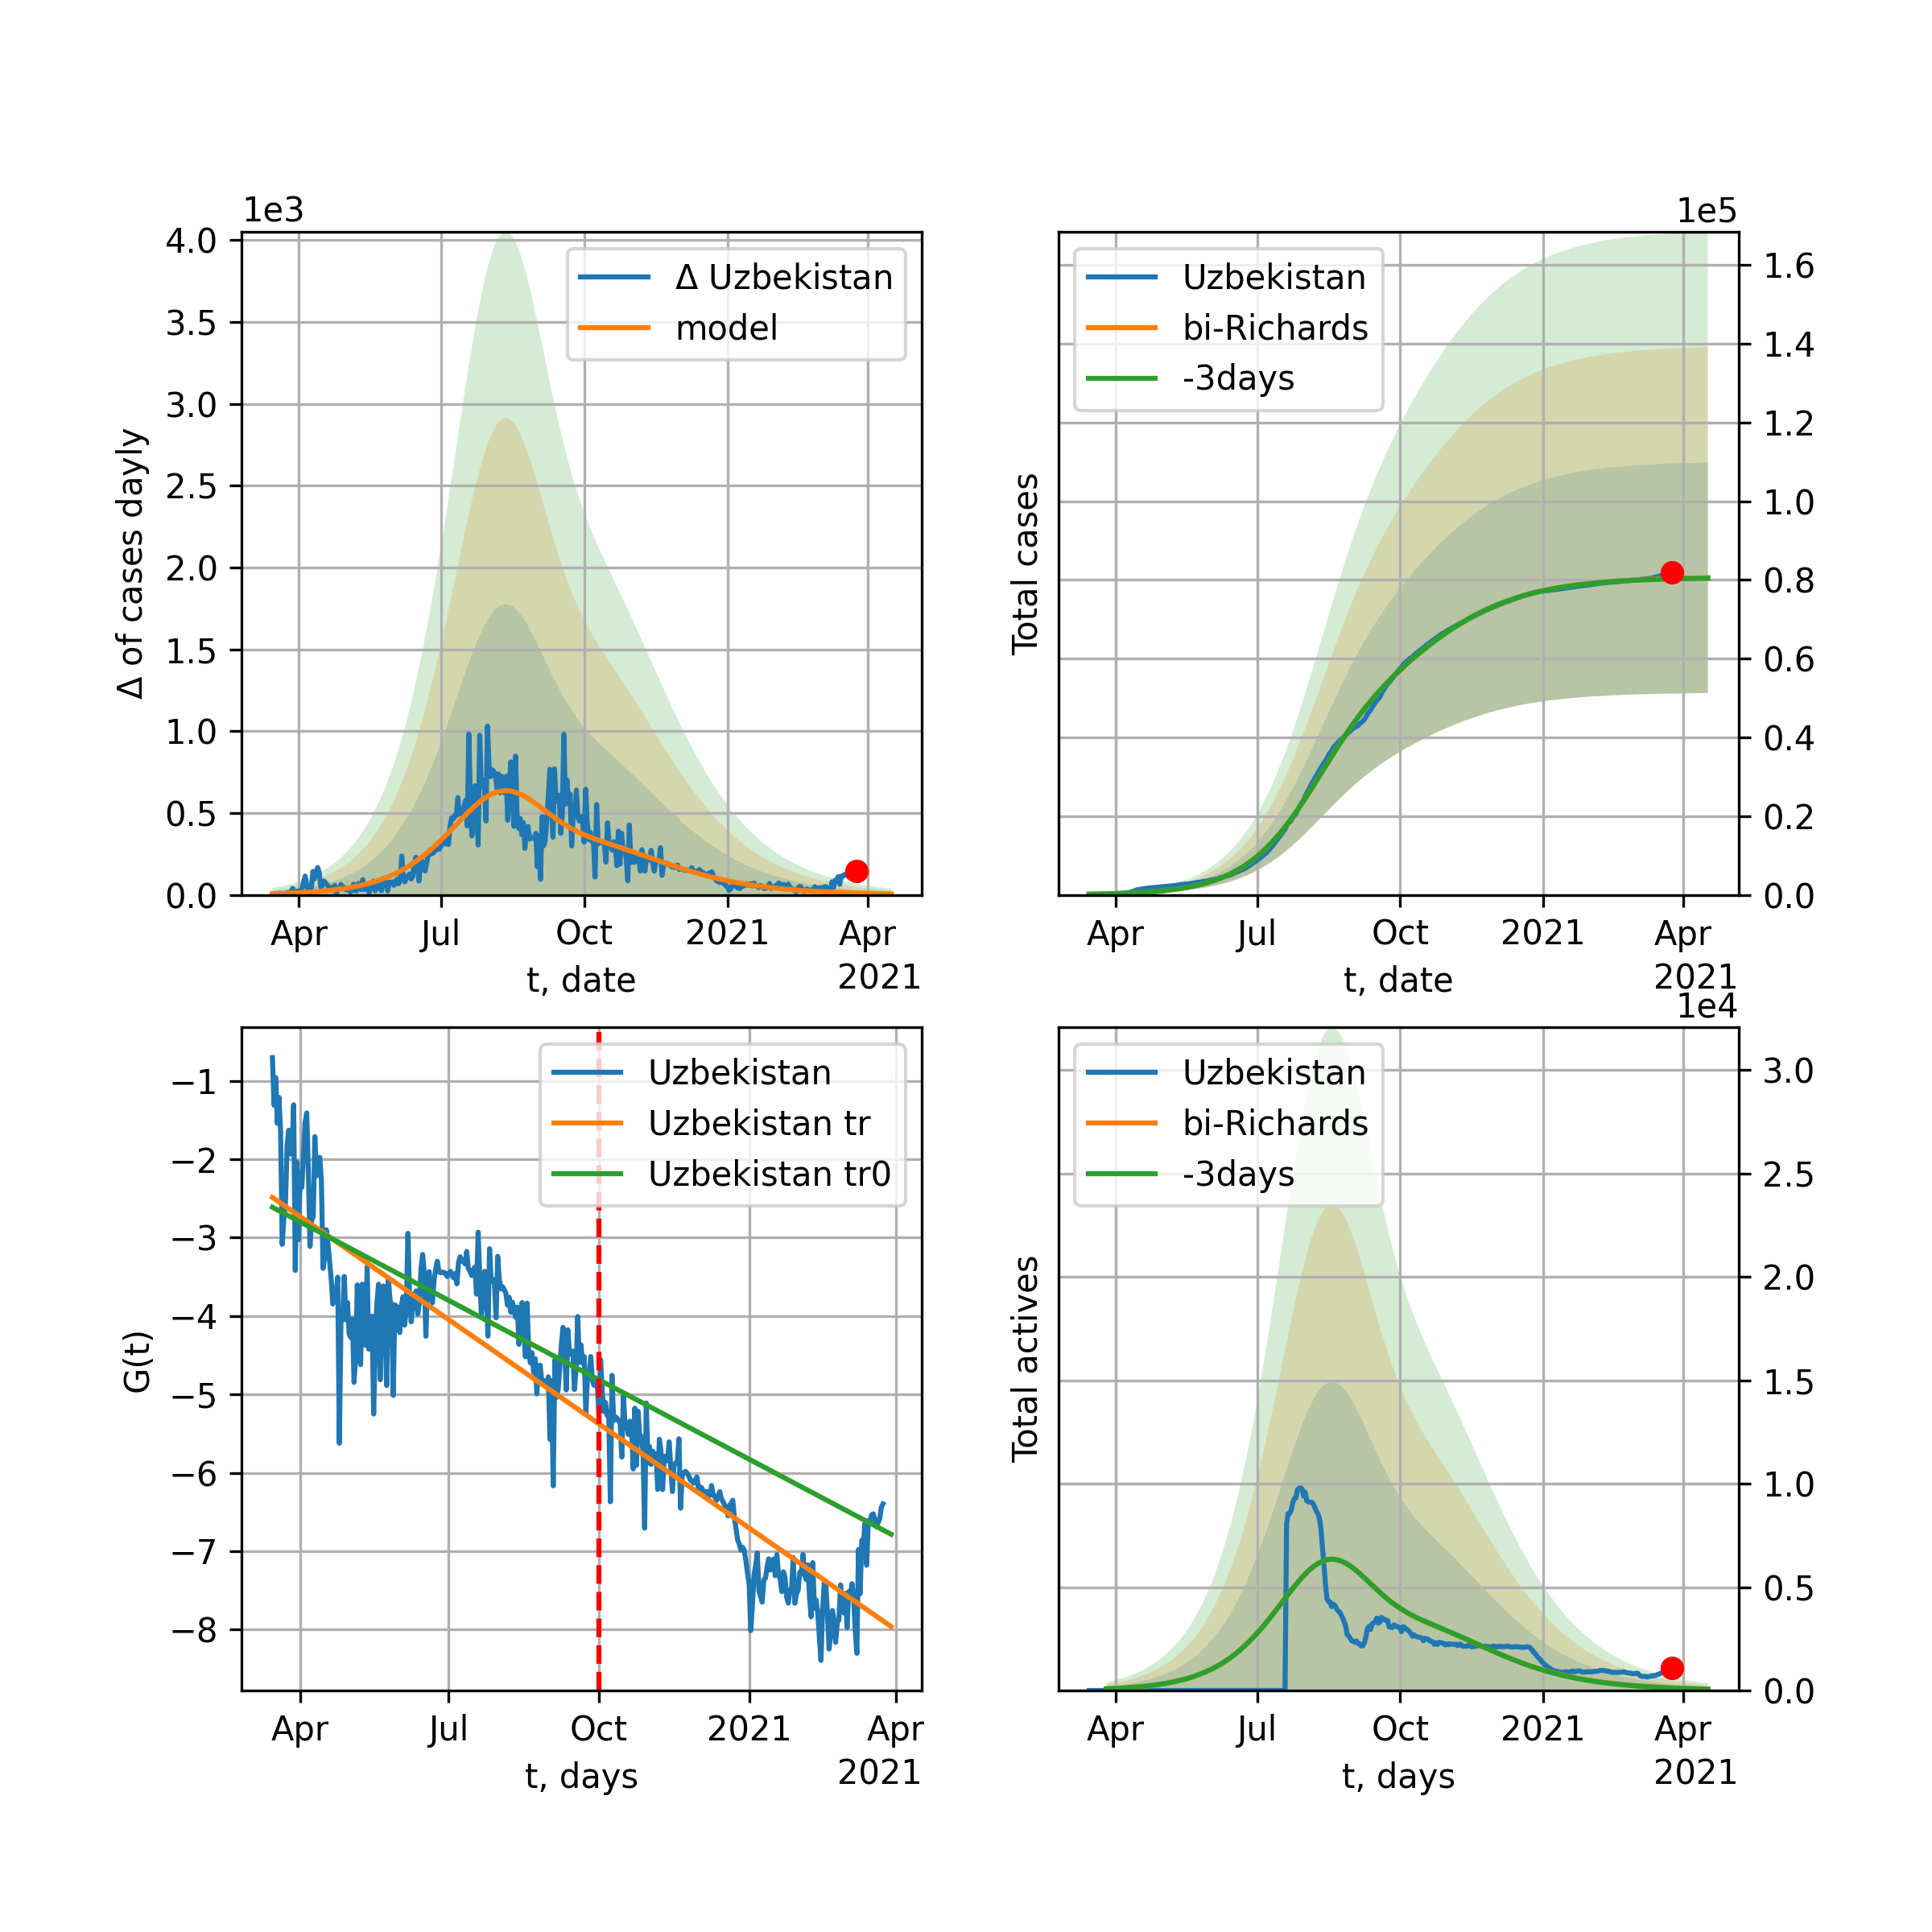 1e3
4.0
3.5
3.0
2.5
2.0
1.5
1.0
0.5
0.0
Δ of cases dayly
Δ Uzbekistan
model
Apr
Jul
Oct
2021
Apr
2021
t, date
1e5
1.6
1.4
1.2
1.0
0.8
0.6
0.4
0.2
0.0
Total cases
Uzbekistan
bi-Richards
-3days
Apr
Jul
Oct
2021
Apr
2021
t, date
−1
−2
−3
−4
−5
−6
−7
−8
G(t)
Uzbekistan
Uzbekistan tr
Uzbekistan tr0
Apr
Jul
Oct
2021
Apr
2021
t, days
1e4
3.0
2.5
2.0
1.5
1.0
0.5
0.0
Total actives
Uzbekistan
bi-Richards
-3days
Apr
Jul
Oct
2021
Apr
2021
t, days